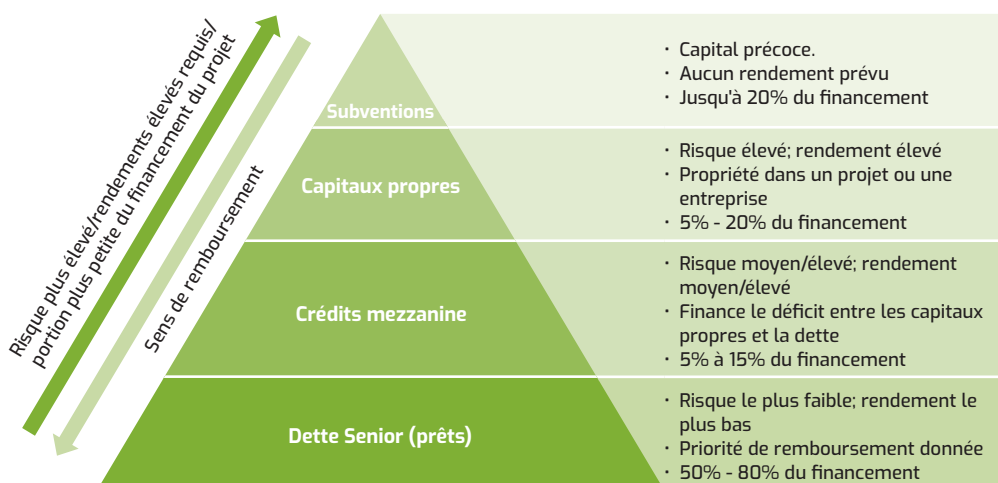 Risque plus élevé/rendements élevés requis/
portion plus petite du financement du projet
Sens de remboursement
Subventions
· Capital précoce.
· Aucun rendement prévu
· Jusqu'à 20% du financement
Capitaux propres
· Risque élevé; rendement élevé
· Propriété dans un projet ou une
entreprise
· 5% - 20% du financement
Crédits mezzanine
· Risque moyen/élevé; rendement
moyen/élevé
· Finance le déficit entre les capitaux
propres et la dette
· 5% à 15% du financement
Dette Senior (prêts)
· Risque le plus faible; rendement le
plus bas
· Priorité de remboursement donnée
· 50% - 80% du financement